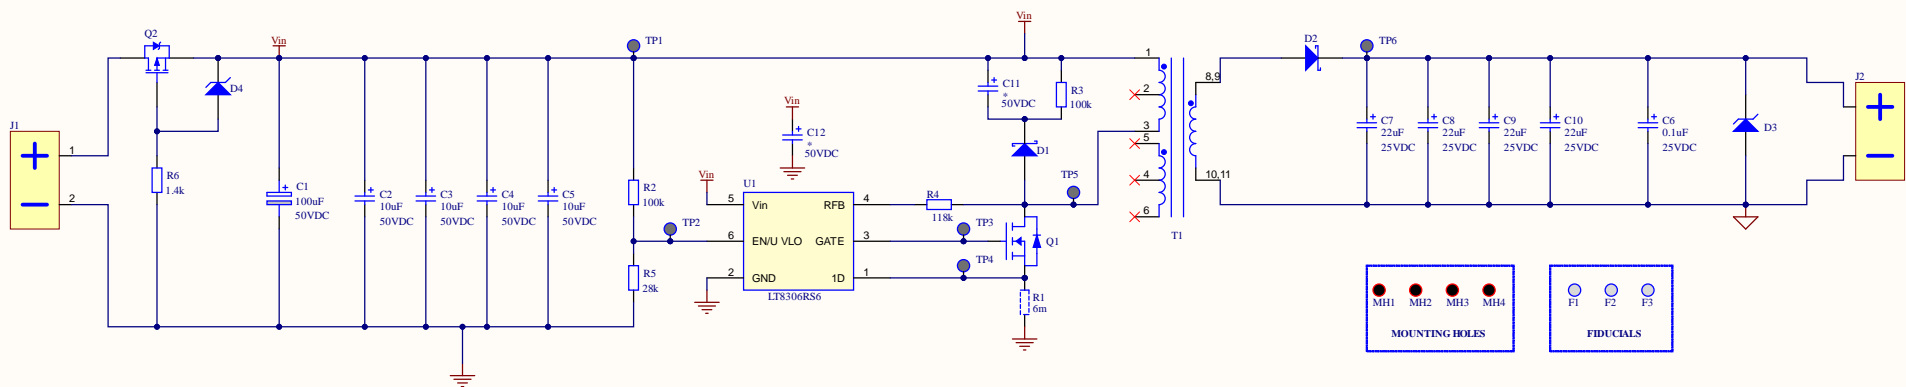 J1
1
2
Q2
D4
R6
1.4k
Vin
C1
100uF
50VDC
C2
10uF
50VDC
C3
10uF
50VDC
C4
10uF
50VDC
C5
10uF
50VDC
TP1
R2
100k
R5
28k
TP2
Vin
C12
*
50VDC
Vin
U1
5 Vin RFB 4
6 EN/U VLO GATE 3
2 GND 1D 1
LT8306RS6
R4
118k
TP3
TP4
TP5
Vin
C11
*
50VDC
R3
100k
D1
Q1
R1
6m
1
2
3
5
4
6
T1
8,9
10,11
D2
TP6
C7
22uF
25VDC
C8
22uF
25VDC
C9
22uF
25VDC
C10
22uF
25VDC
C6
0.1uF
25VDC
D3
J2
MH1 MH2 MH3 MH4
MOUNTING HOLES
F1 F2 F3
FIDUCIALS